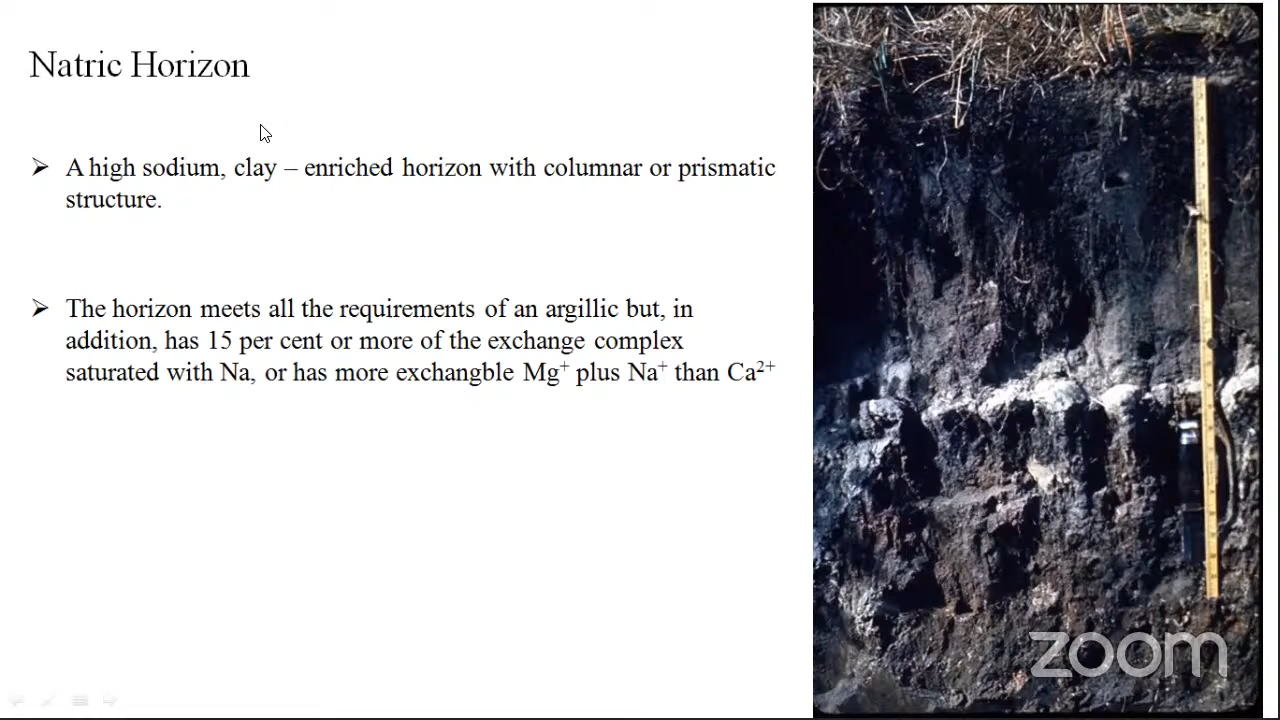 Natric Horizon
➢ A high sodium, clay – enriched horizon with columnar or prismatic
structure.
➢ The horizon meets all the requirements of an argillic but, in
addition, has 15 per cent or more of the exchange complex
saturated with Na, or has more exchangble Mg⁺ plus Na⁺ than Ca²⁺
zoom